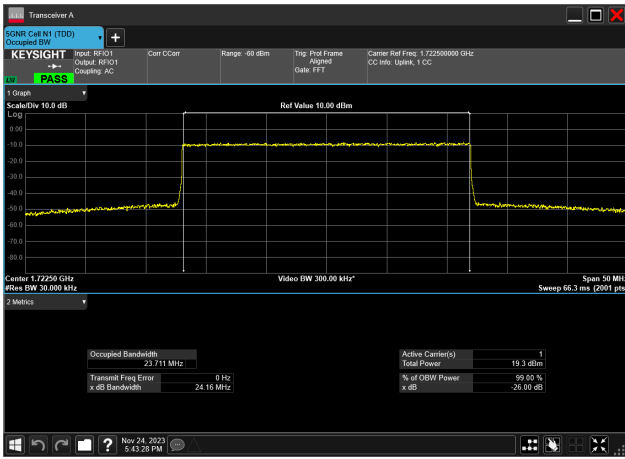 Transceiver A
5GNR Cell N1 (TDD)
Occupied BW
KEYSIGHT
Input: RFIO1
Output: RFIO1
Coupling: AC
Corr CCorr
Range: -60 dBm
Trig: Prot Frame
Aligned
Gate: FFT
Carrier Ref Freq: 1.722500000 GHz
CC Info: Uplink, 1 CC
PASS
1 Graph
Scale/Div 10.0 dB
Ref Value 10.00 dBm
Log
0.00
-10.0
-20.0
-30.0
-40.0
-50.0
-60.0
-70.0
-80.0
Center 1.72250 GHz
Video BW 300.00 kHz*
Span 50 MHz
#Res BW 30.000 kHz
Sweep 66.3 ms (2001 pts
2 Metrics
Occupied Bandwidth
23.711 MHz
Transmit Freq Error 0 Hz
x dB Bandwidth 24.16 MHz
Active Carrier(s) 1
Total Power 19.3 dBm
% of OBW Power 99.00 %
x dB -26.00 dB
Nov 24, 2023
5:43:28 PM